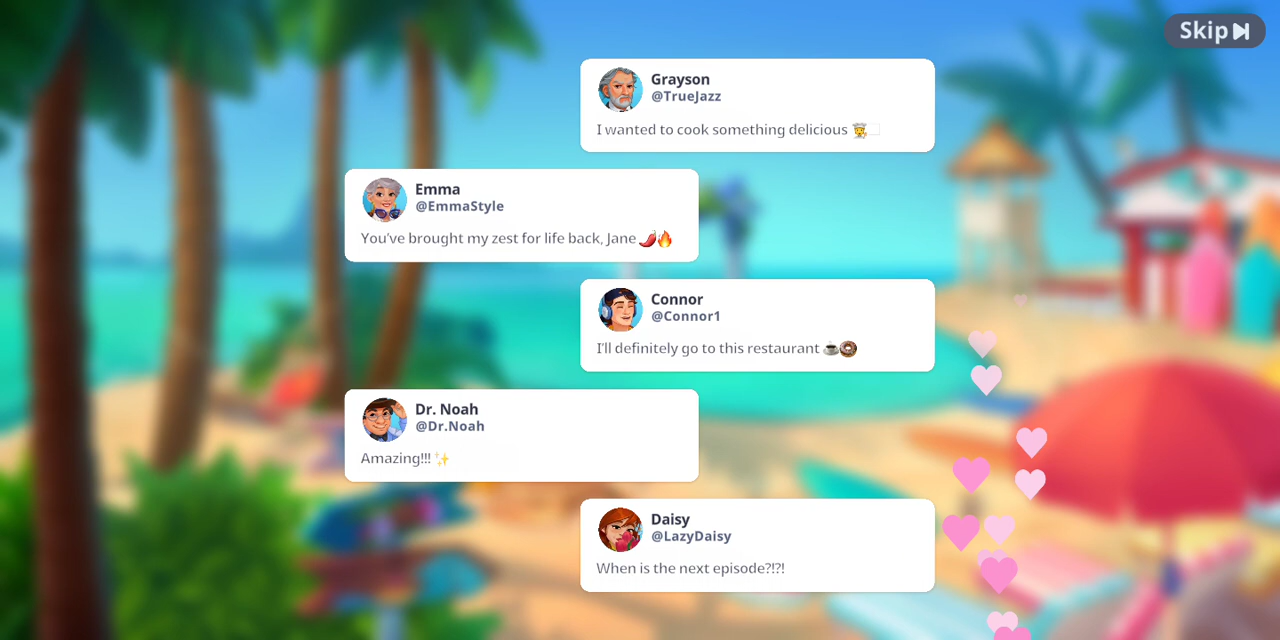 Skip
Grayson
@TrueJazz
I wanted to cook something delicious 👨‍🍳
Emma
@EmmaStyle
You've brought my zest for life back, Jane 🌶️🔥
Connor
@Connor1
I'll definitely go to this restaurant ☕🍩
Dr. Noah
@Dr.Noah
Amazing!!! ✨
Daisy
@LazyDaisy
When is the next episode?!?!